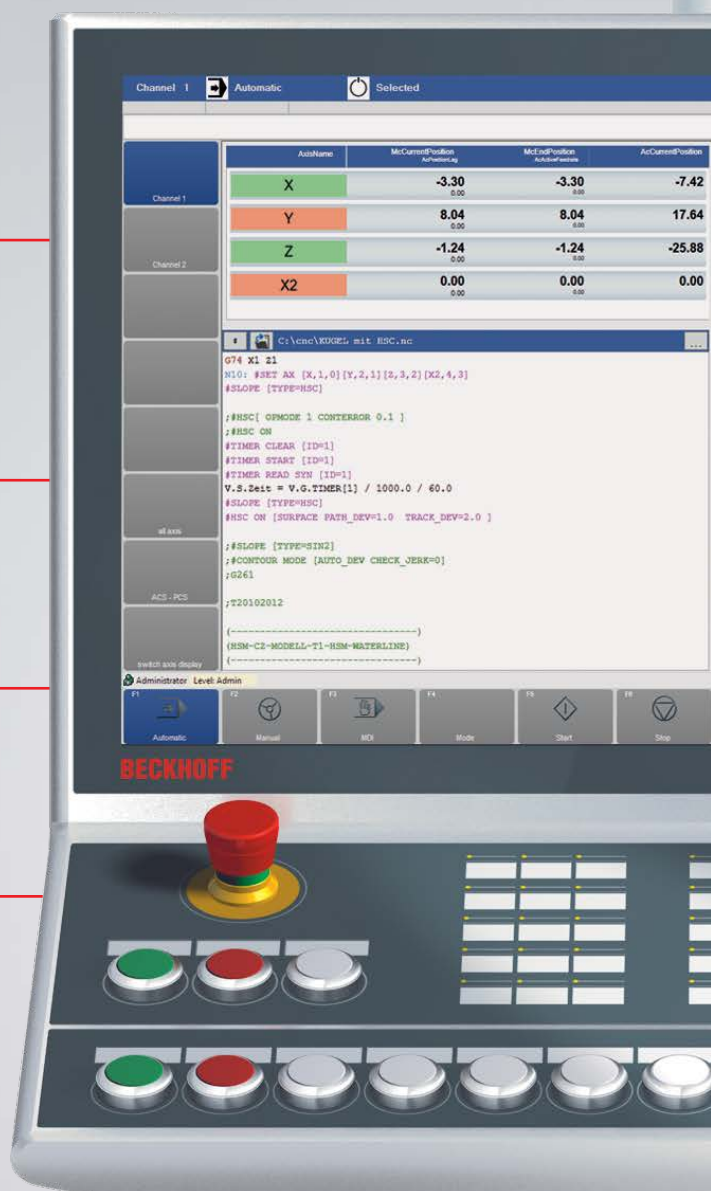 Channel 1 Automatic Selected
AxisName McCurrentPosition McEndPosition AcCurrentPosition
AcPositionLag AcActiveFeedrate
Channel 1
X -3.30 -3.30 -7.42
0.00 0.00
Y 8.04 8.04 17.64
0.00 0.00
Channel 2
Z -1.24 -1.24 -25.88
0.00 0.00
X2 0.00 0.00 0.00
0.00 0.00
C:\cnc\KUGEL mit HSC.nc ...
G74 X1 Z1
N10: #SET AX [X,1,0][Y,2,1][Z,3,2][X2,4,3]
#SLOPE [TYPE=HSC]
;#HSC[ OPMODE 1 CONTERROR 0.1 ]
;#HSC ON
#TIMER CLEAR [ID=1]
#TIMER START [ID=1]
#TIMER READ SYN [ID=1]
V.S.Zeit = V.G.TIMER[1] / 1000.0 / 60.0
#SLOPE [TYPE=HSC]
#HSC ON [SURFACE PATH_DEV=1.0 TRACK_DEV=2.0 ]
all axis
;#SLOPE [TYPE=SIN2]
;#CONTOUR MODE [AUTO_DEV CHECK_JERK=0]
;G261
ACS - PCS
;T20102012
(--------------------------------)
(HSM-C2-MODELL-T1-HSM-WATERLINE)
(--------------------------------)
switch axis display
Administrator Level: Admin
F1 F2 F3 F4 F5 F6
Automatic Manual MDI Mode Start Stop
BECKHOFF